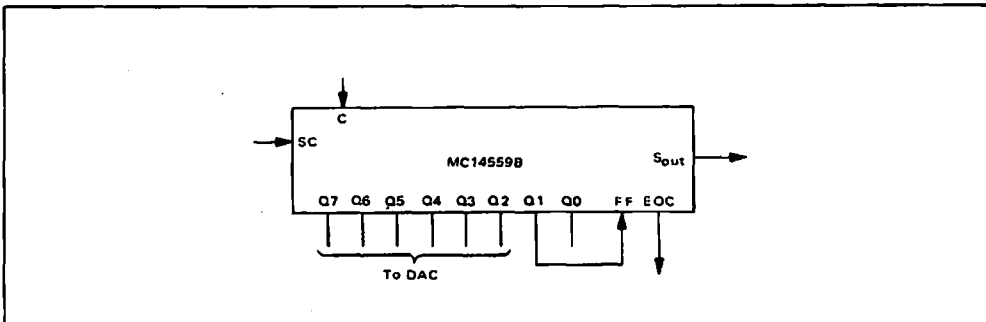 C
SC
MC14559B
Sout
Q7 Q6 Q5 Q4 Q3 Q2 Q1 Q0 FF EOC
To DAC